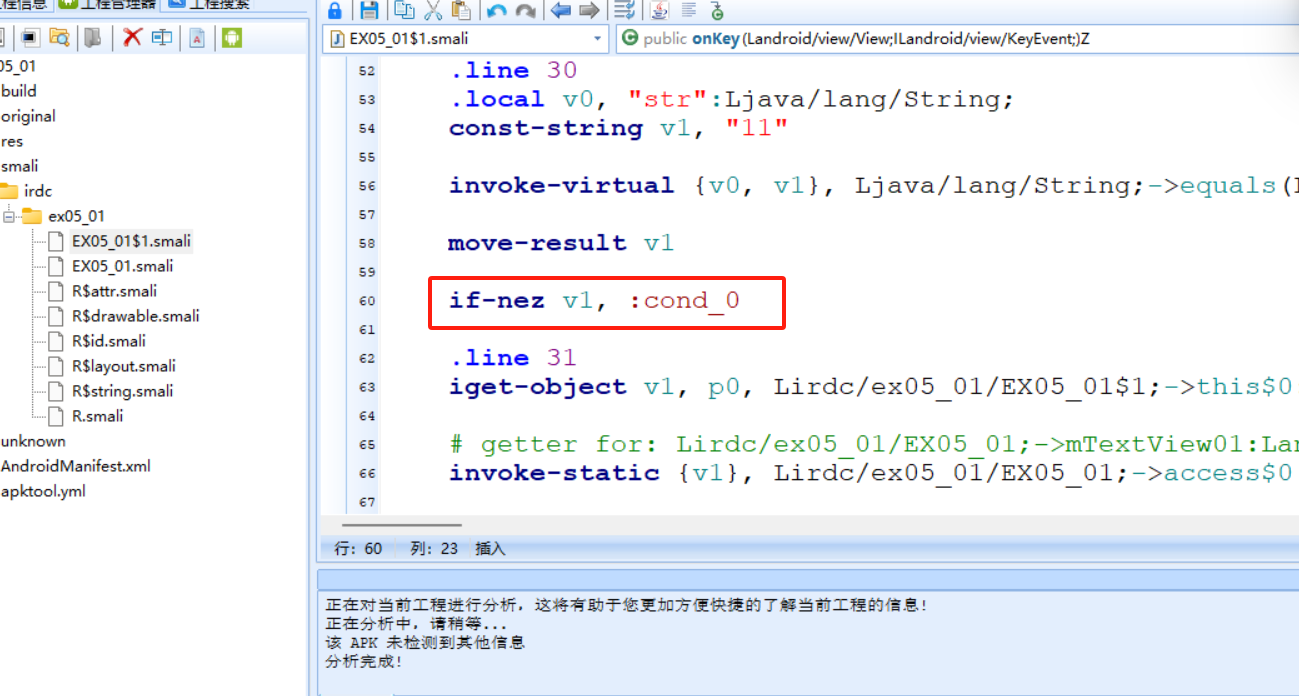 程信息 工程管理器 工程搜索
EX05_01$1.smali
public onKey(Landroid/view/View;ILandroid/view/KeyEvent;)Z
05_01
build
original
res
smali
irdc
ex05_01
EX05_01$1.smali
EX05_01.smali
R$attr.smali
R$drawable.smali
R$id.smali
R$layout.smali
R$string.smali
R.smali
unknown
AndroidManifest.xml
apktool.yml
52 .line 30
53 .local v0, "str":Ljava/lang/String;
54 const-string v1, "11"
55
56 invoke-virtual {v0, v1}, Ljava/lang/String;->equals(
57
58 move-result v1
59
60 if-nez v1, :cond_0
61
62 .line 31
63 iget-object v1, p0, Lirdc/ex05_01/EX05_01$1;->this$0
64
65 # getter for: Lirdc/ex05_01/EX05_01;->mTextView01:Lan
66 invoke-static {v1}, Lirdc/ex05_01/EX05_01;->access$0
67
行: 60 列: 23 插入
正在对当前工程进行分析，这将有助于您更加方便快捷的了解当前工程的信息!
正在分析中，请稍等...
该 APK 未检测到其他信息
分析完成!